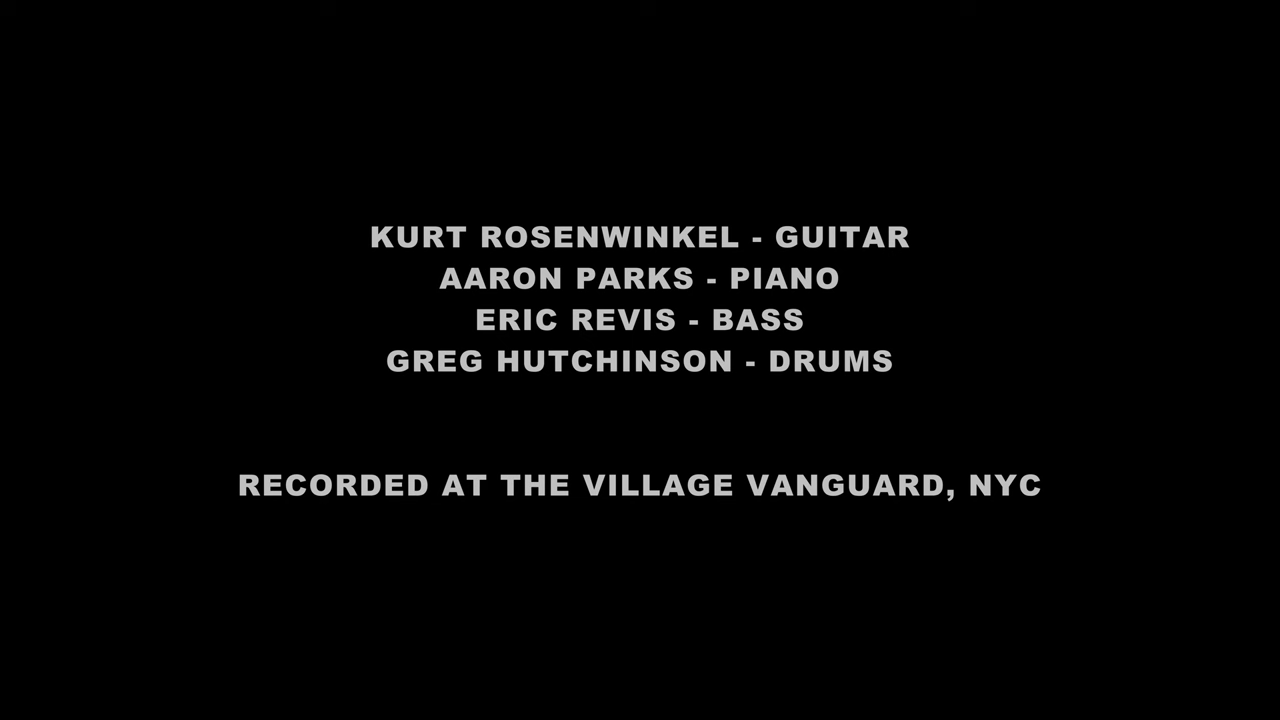 KURT ROSENWINKEL - GUITAR
AARON PARKS - PIANO
ERIC REVIS - BASS
GREG HUTCHINSON - DRUMS
RECORDED AT THE VILLAGE VANGUARD, NYC